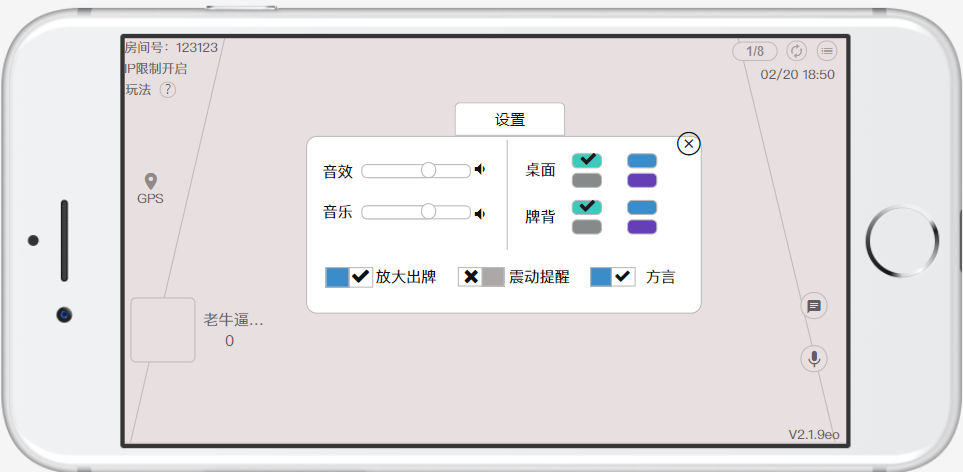 房间号：123123
IP限制开启
玩法 ?
1/8
02/20 18:50
设置
音效
桌面
音乐
牌背
放大出牌
震动提醒
方言
GPS
老牛逼...
0
V2.1.9eo